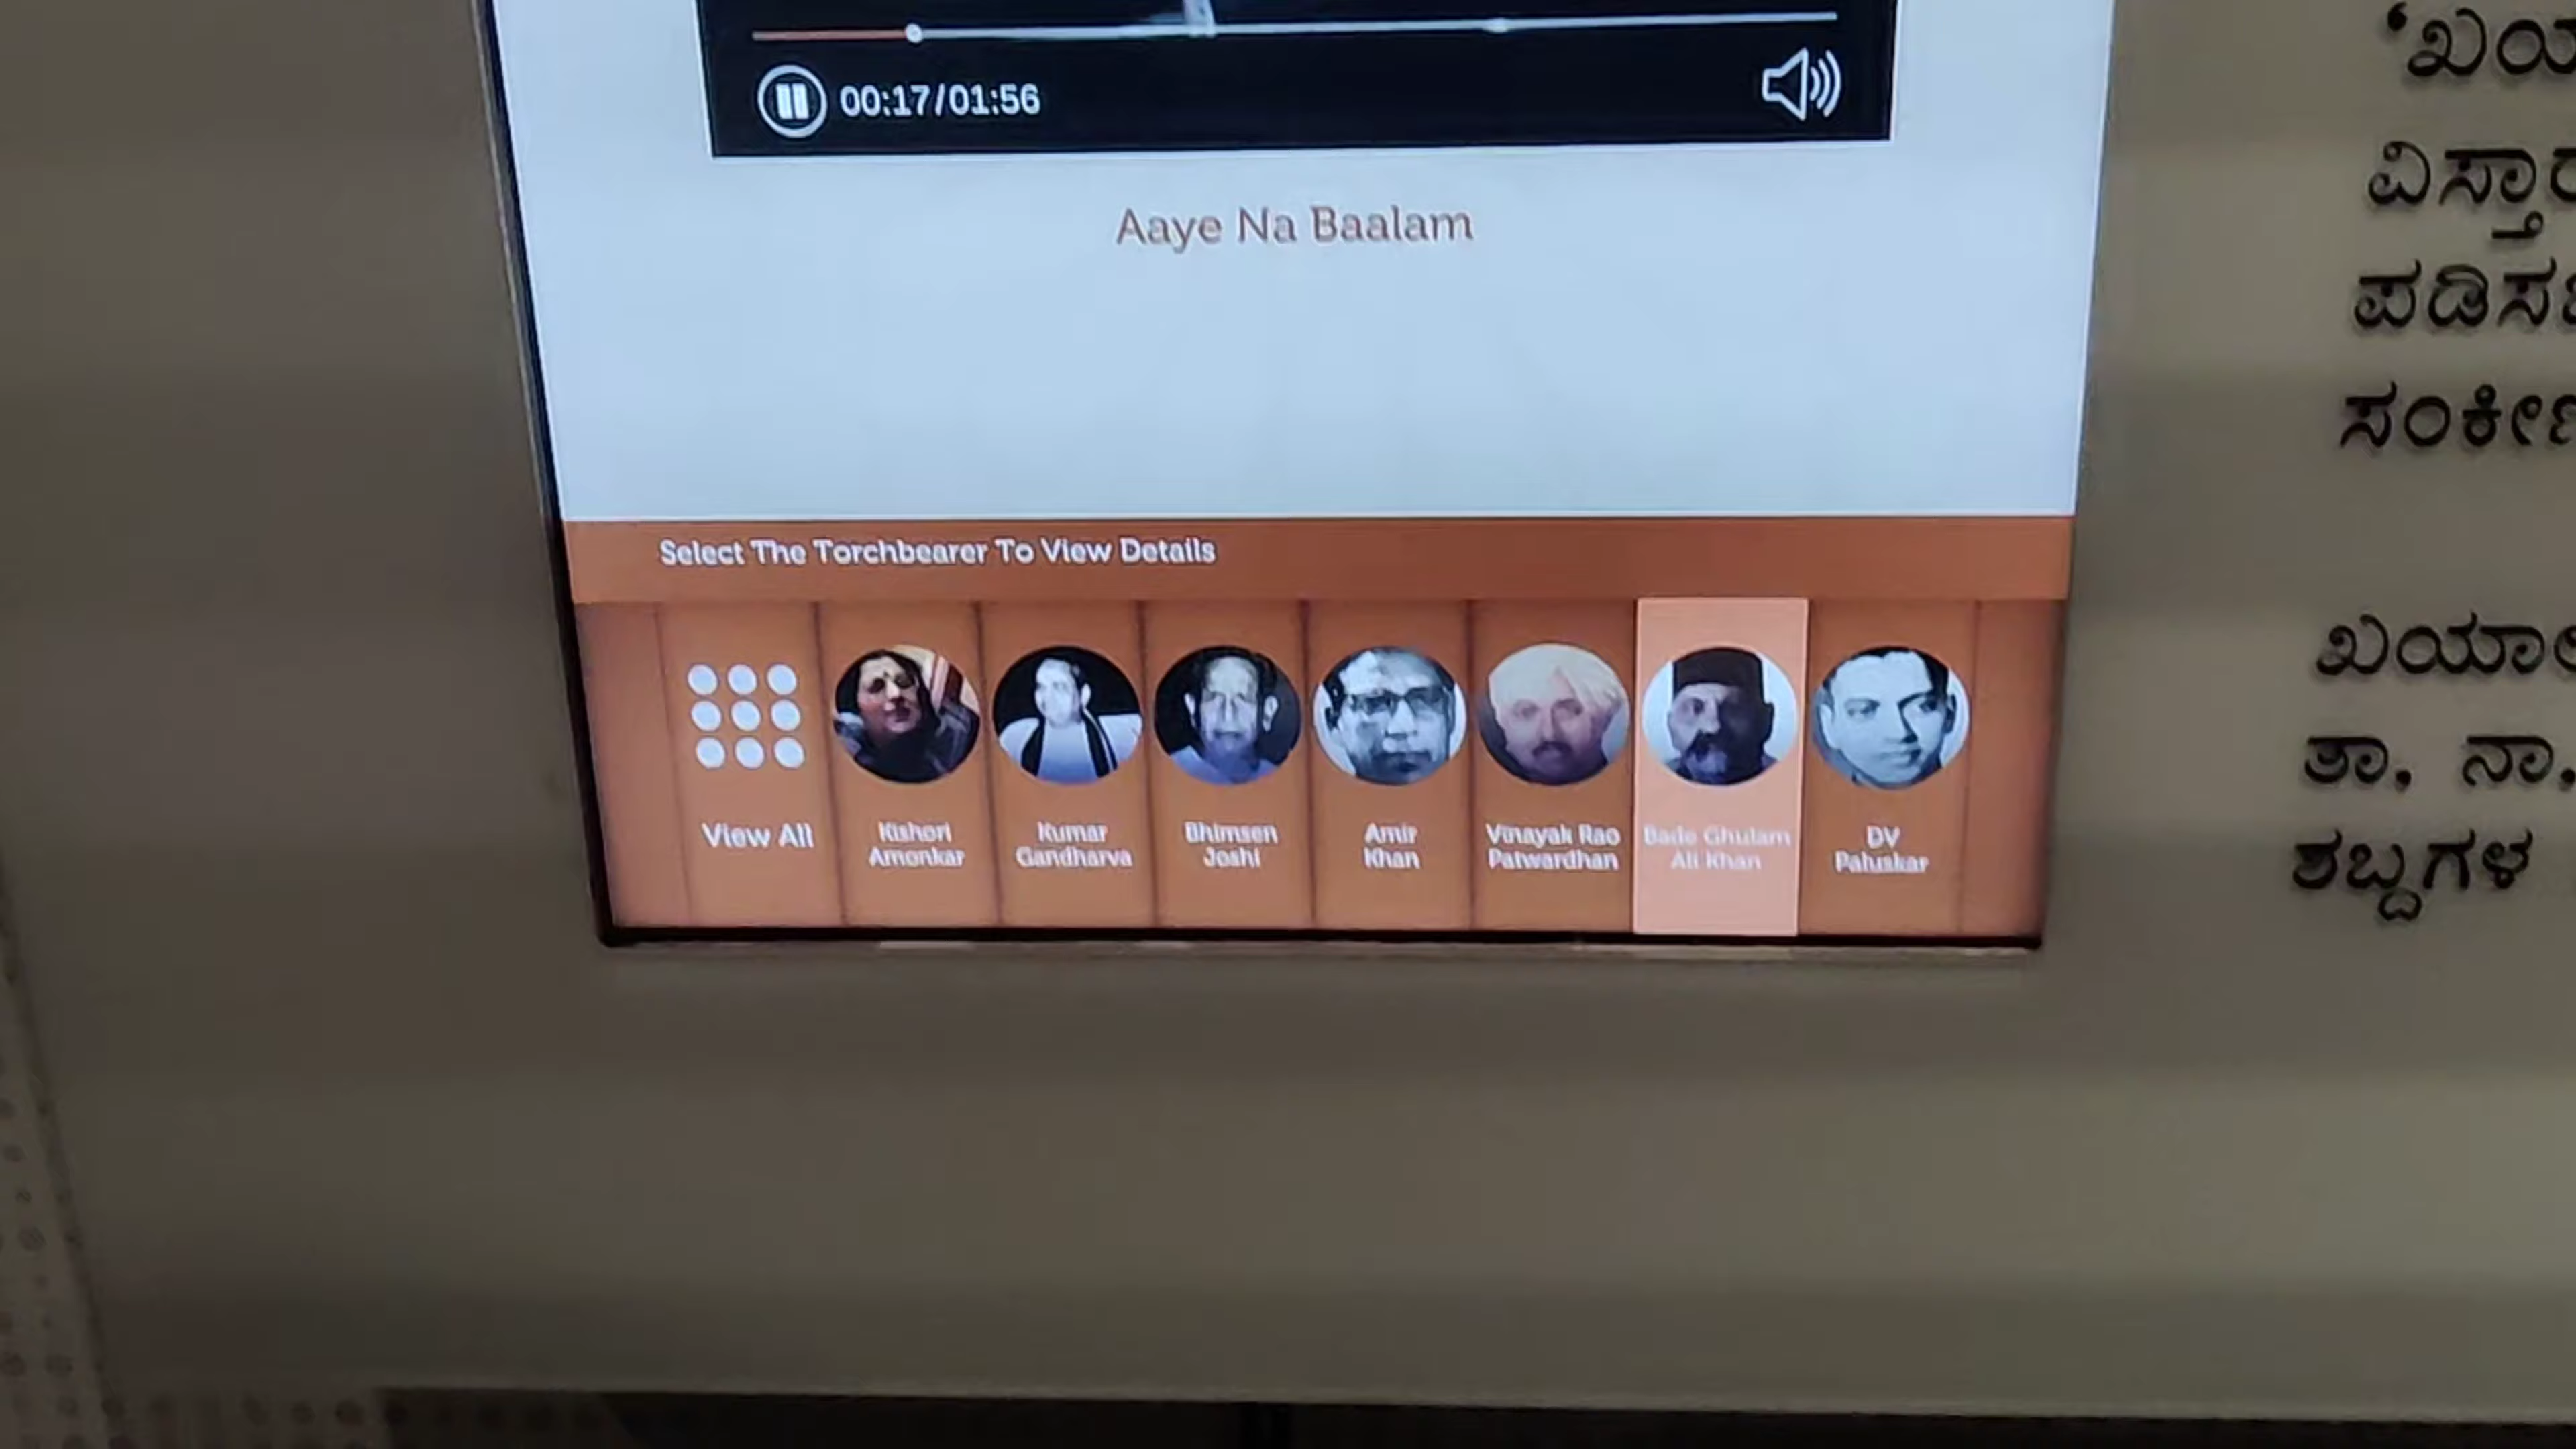 00:17/01:56
Aaye Na Baalam
Select The Torchbearer To View Details
View All
Kishori
Amonkar
Kumar
Gandharva
Bhimsen
Joshi
Amir
Khan
Vinayak Rao
Patwardhan
Bade Ghulam
Ali Khan
DV
Paluskar
ತಾ, ನಾ,
ಶಬ್ದಗಳ